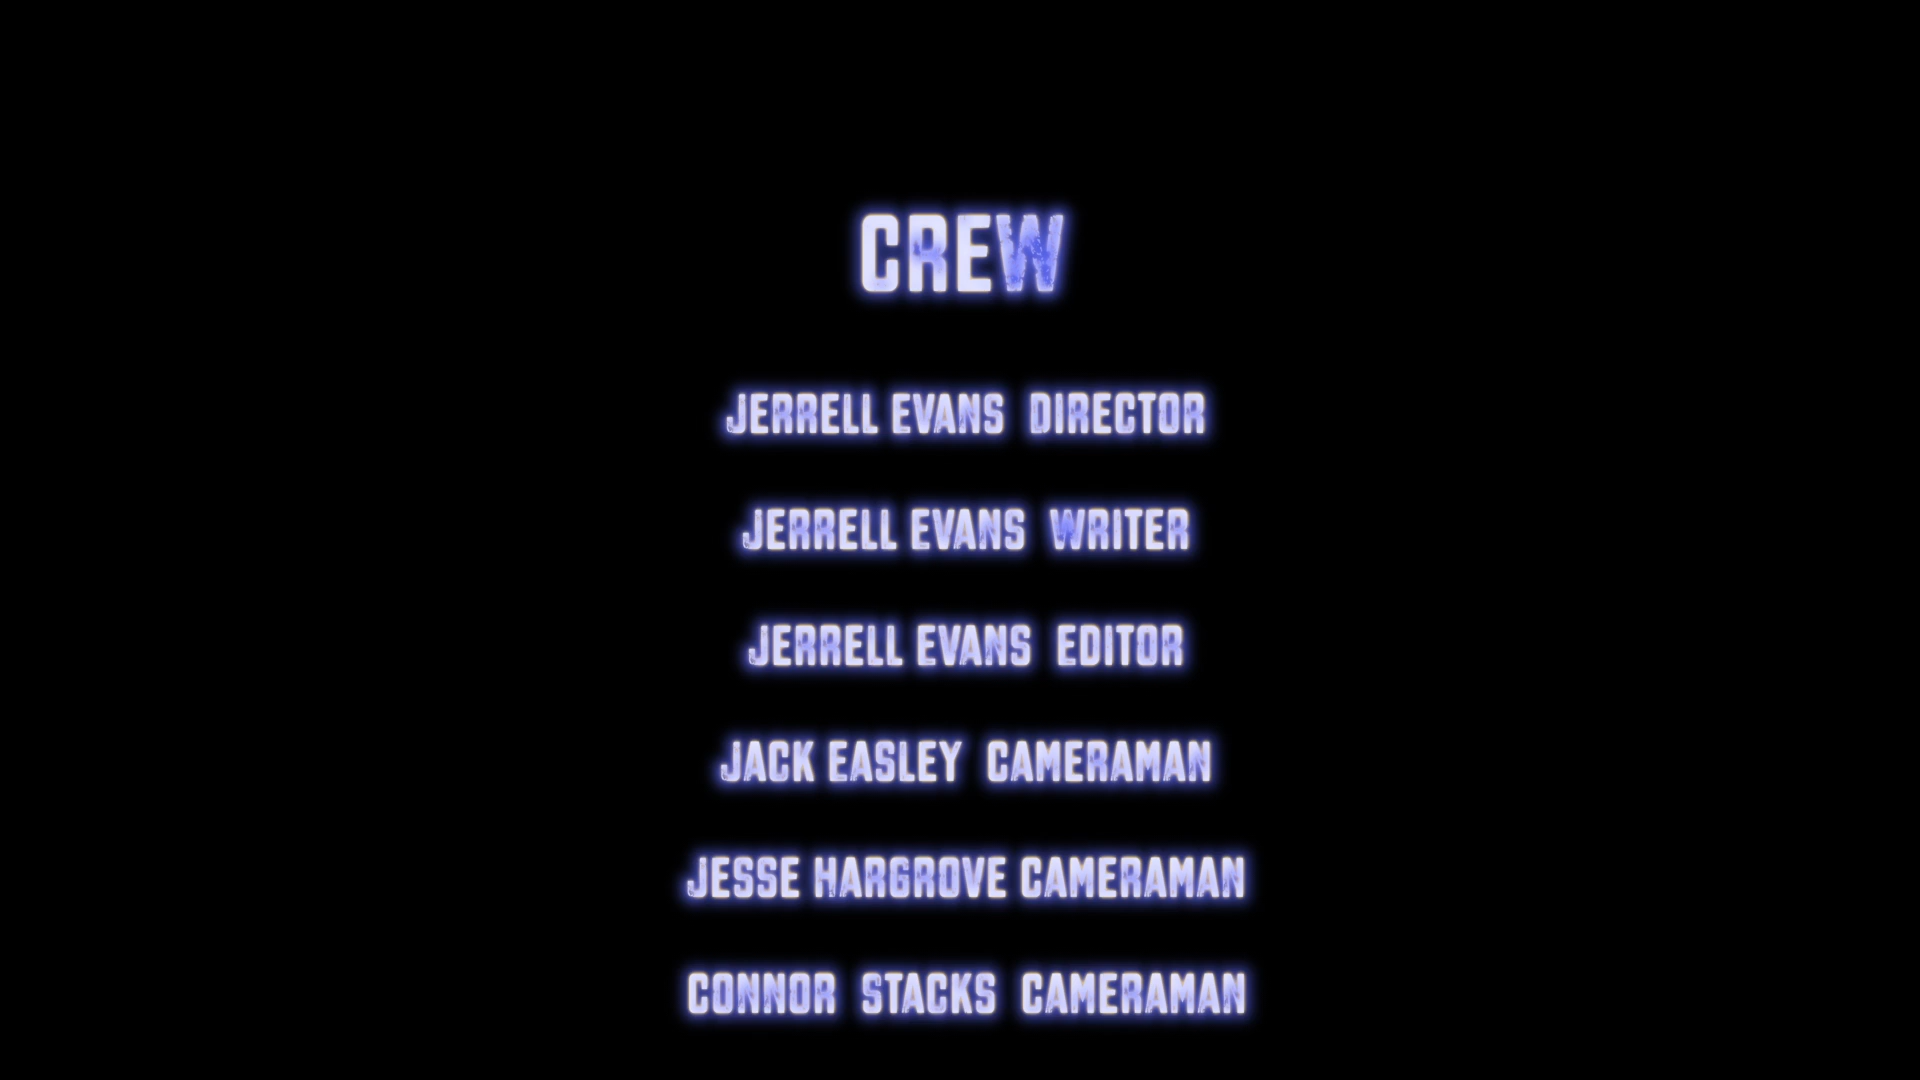 CREW
JERRELL EVANS DIRECTOR
JERRELL EVANS WRITER
JERRELL EVANS EDITOR
JACK EASLEY CAMERAMAN
JESSE HARGROVE CAMERAMAN
CONNOR STACKS CAMERAMAN